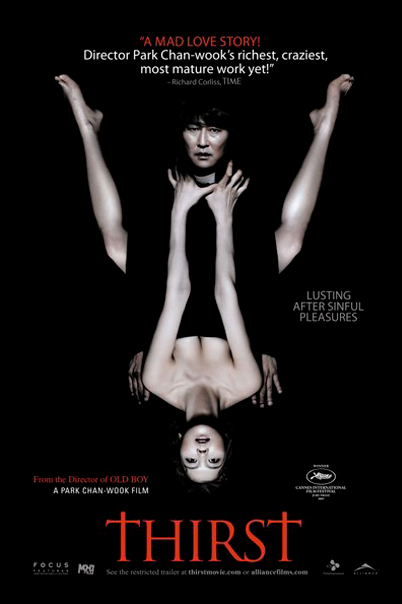 “A MAD LOVE STORY!
Director Park Chan-wook's richest, craziest,
most mature work yet!”
– Richard Corliss, TIME
LUSTING
AFTER SINFUL
PLEASURES
From the Director of OLD BOY
A PARK CHAN-WOOK FILM
WINNER
CANNES INTERNATIONAL
FILM FESTIVAL
THIRST
FOCUS
FEATURES
See the restricted trailer at thirstmovie.com or alliancefilms.com
ALLIANCE